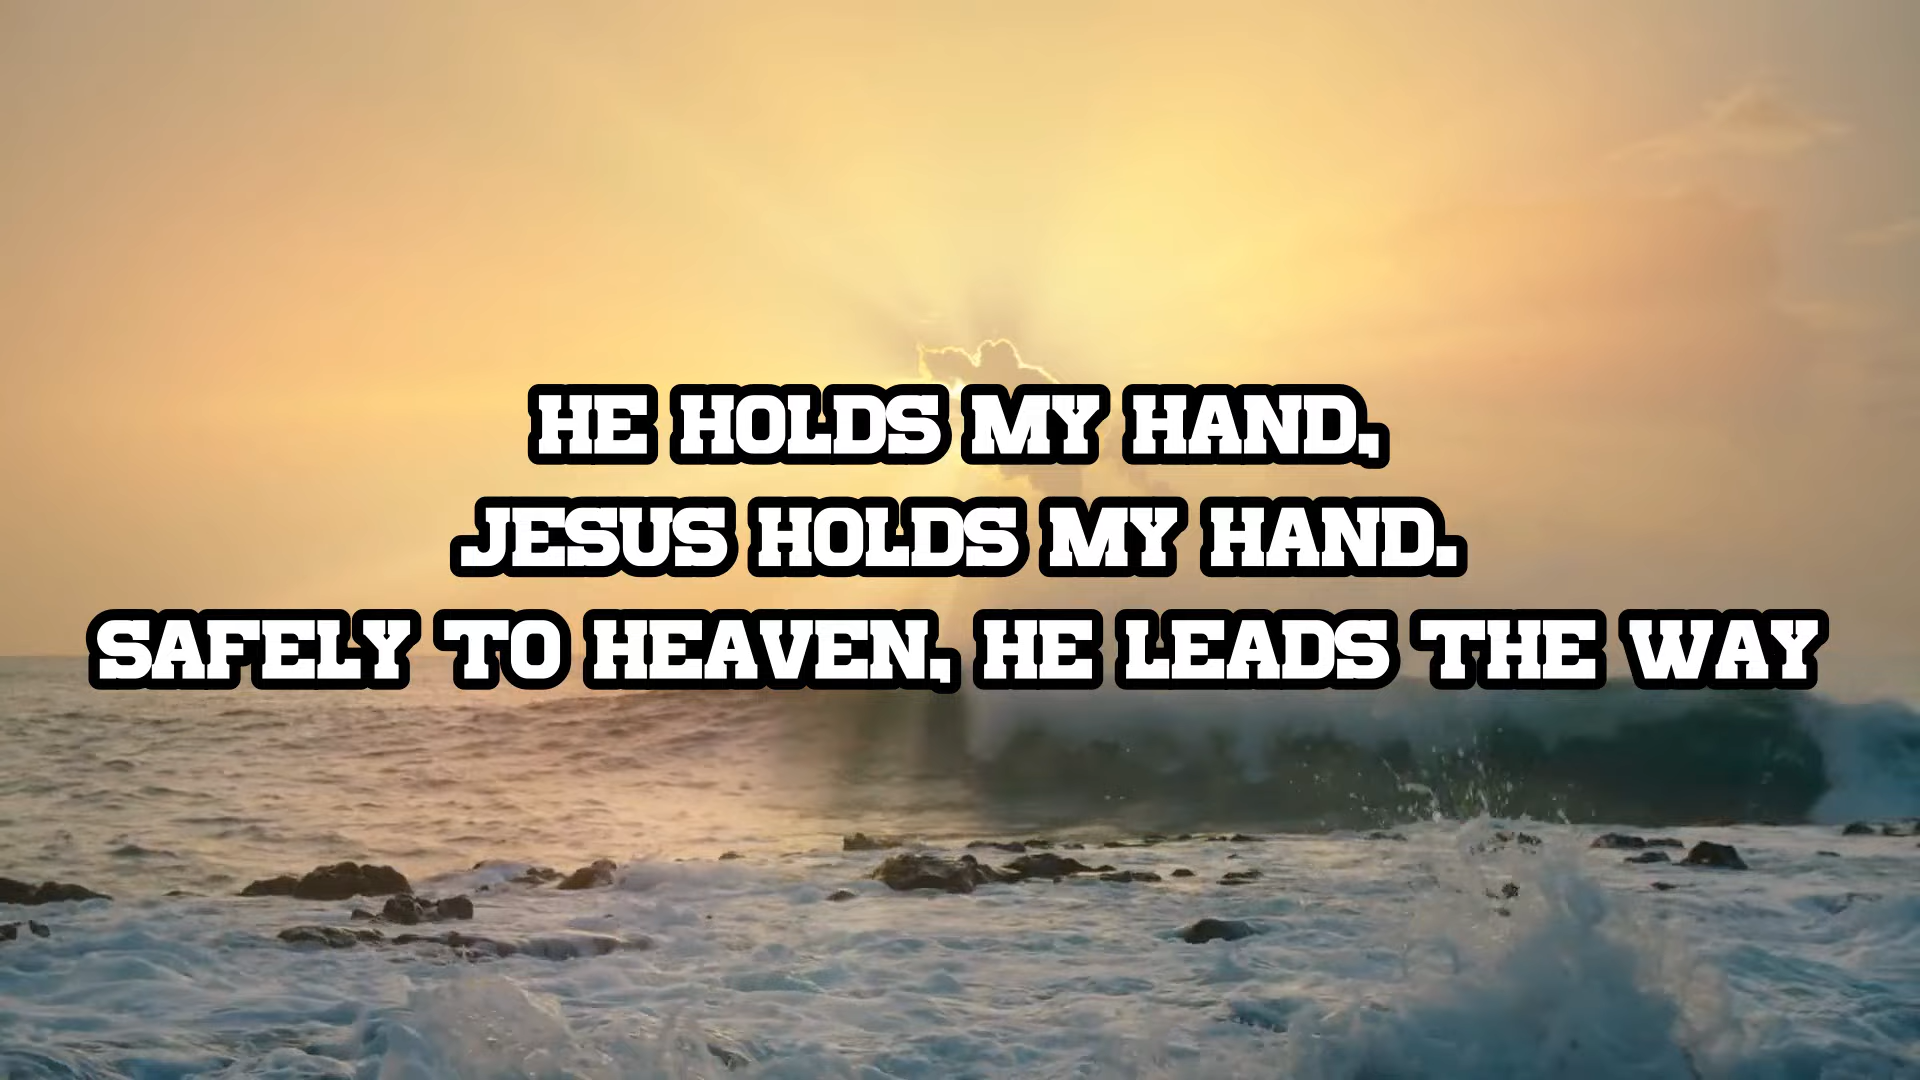 HE HOLDS MY HAND,
JESUS HOLDS MY HAND.
SAFELY TO HEAVEN, HE LEADS THE WAY